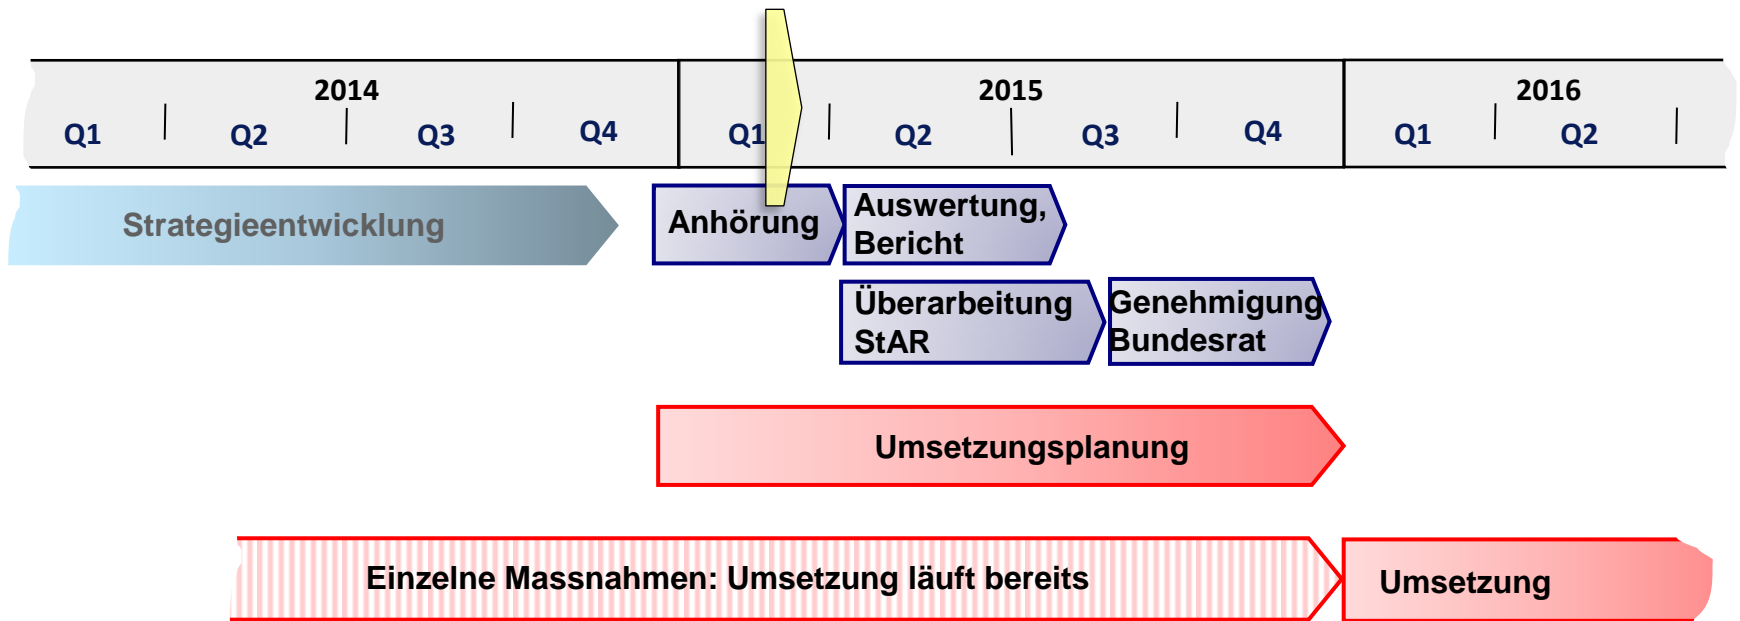 2014 2015 2016
Q1 Q2 Q3 Q4 Q1 Q2 Q3 Q4 Q1 Q2
Strategieentwicklung
Anhörung
Auswertung,
Bericht
Überarbeitung
StAR
Genehmigung
Bundesrat
Umsetzungsplanung
Einzelne Massnahmen: Umsetzung läuft bereits
Umsetzung